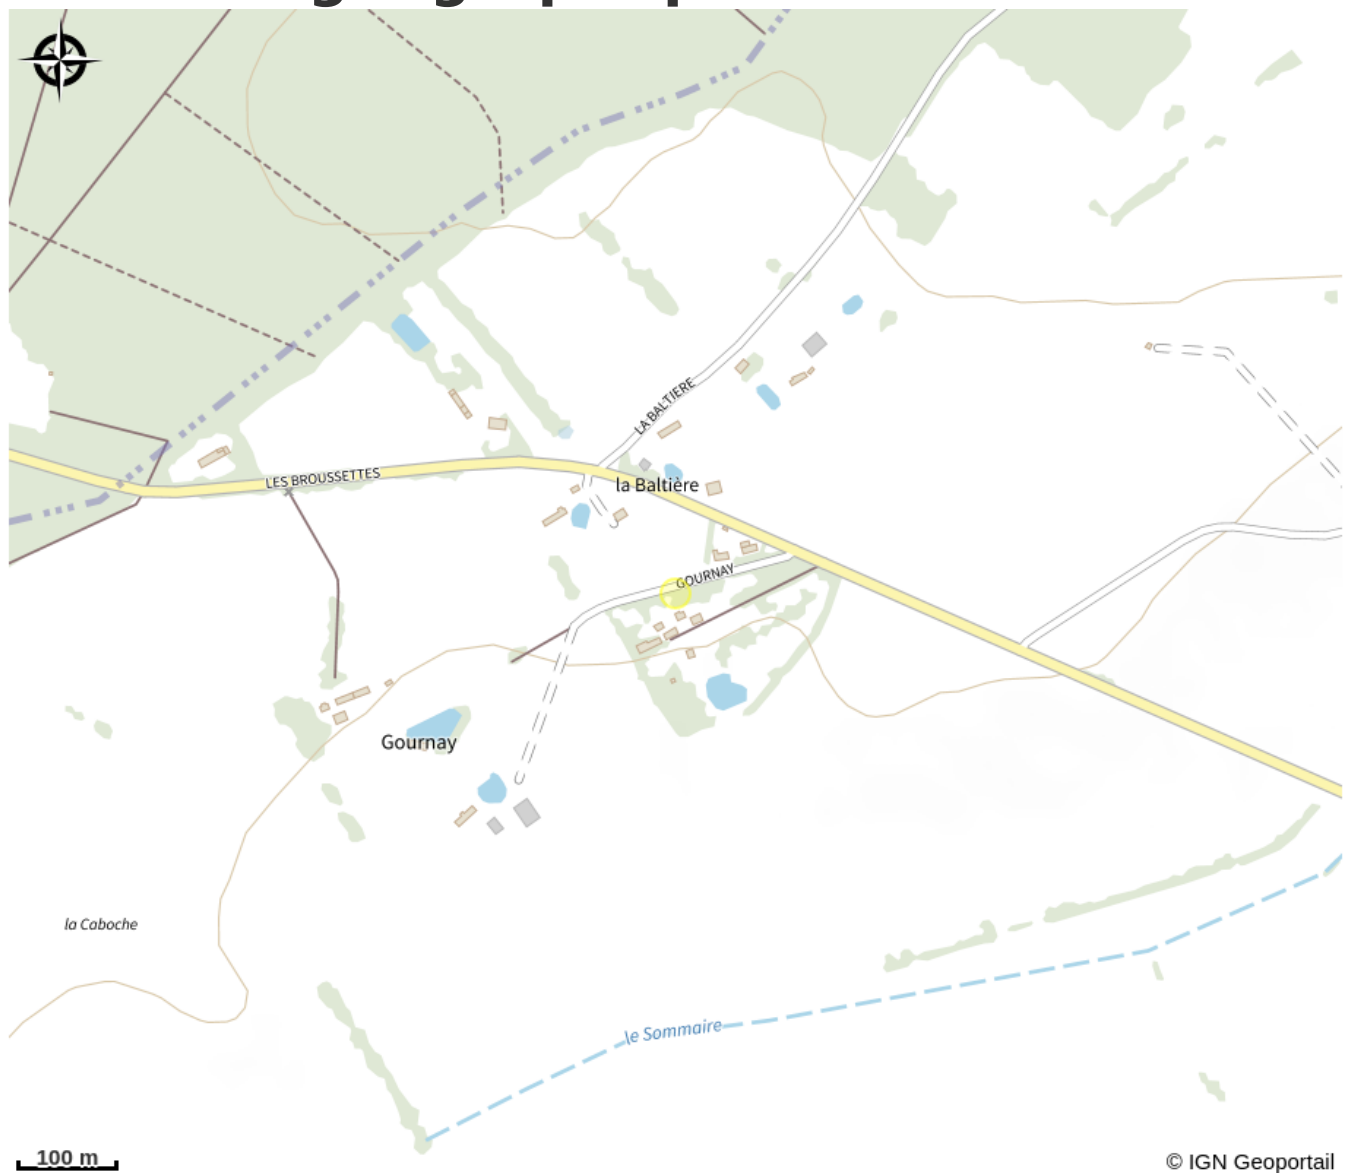 LA BALTIERE
LES BROUSSETTES
la Baltière
GOURNAY
Gournay
la Caboche
le Sommaire
100 m
© IGN Geoportail